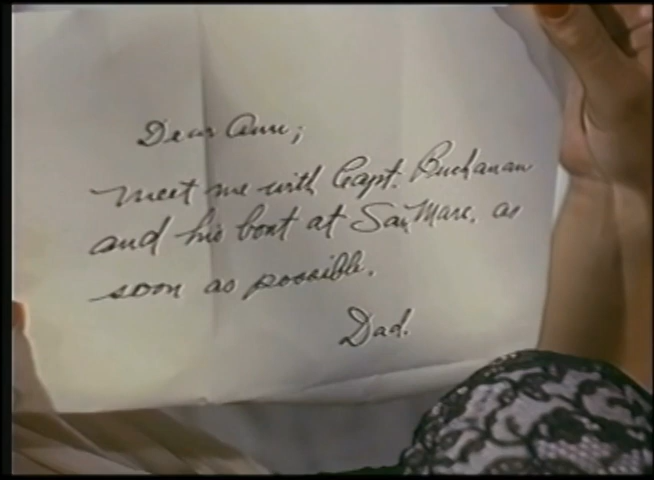 Dear Ann;
meet me with Capt. Buchanan
and his boat at San Marc, as
soon as possible.
Dad.